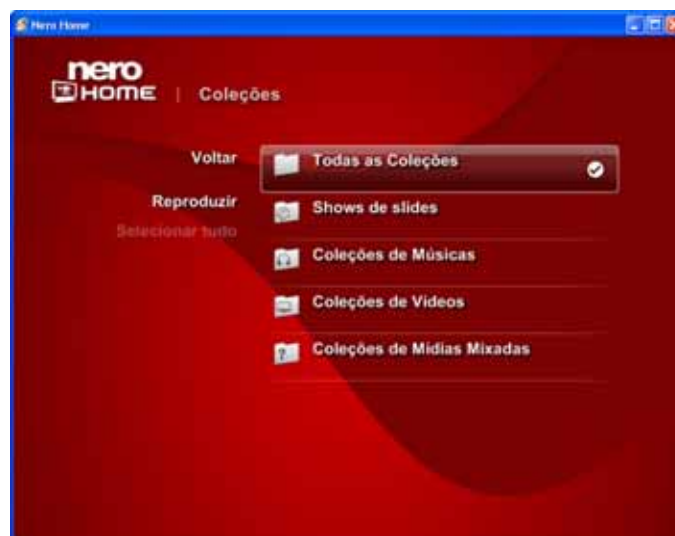 Nero Home
nero
HOME | Coleções
Voltar
Todas as Coleções
Reproduzir
Shows de slides
Selecionar tudo
Coleções de Músicas
Coleções de Vídeos
Coleções de Mídias Mixadas